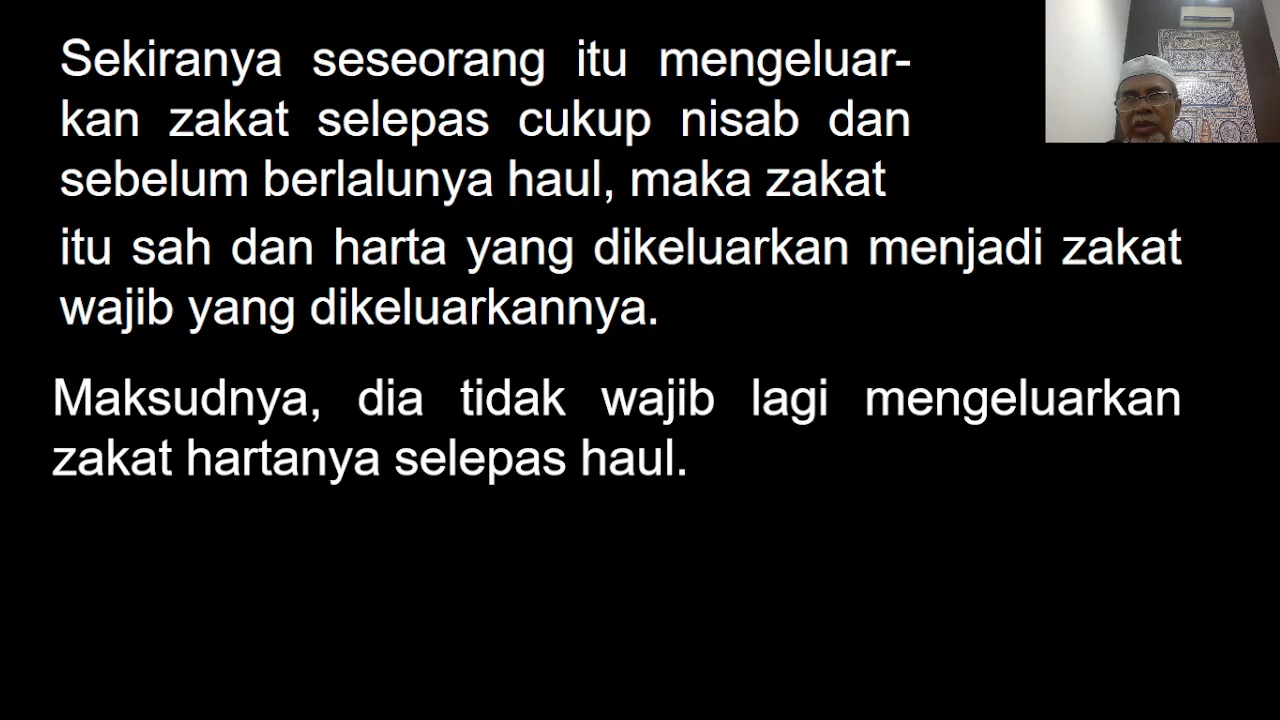 Sekiranya seseorang itu mengeluar-
kan zakat selepas cukup nisab dan
sebelum berlalunya haul, maka zakat
itu sah dan harta yang dikeluarkan menjadi zakat
wajib yang dikeluarkannya.
Maksudnya, dia tidak wajib lagi mengeluarkan
zakat hartanya selepas haul.